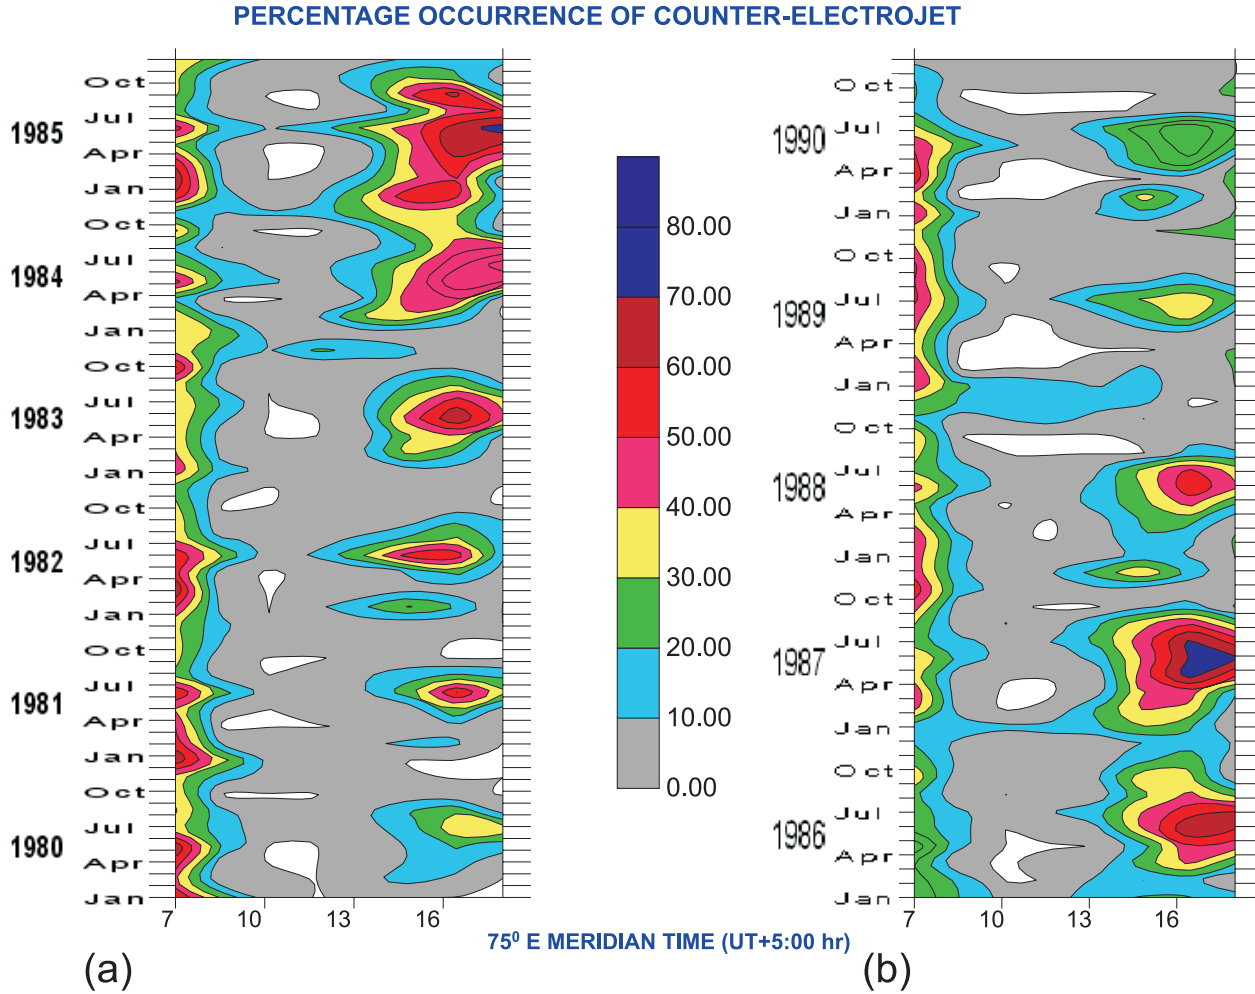 PERCENTAGE OCCURRENCE OF COUNTER-ELECTROJET
Oct
Jul
1985
Apr
Jan
Oct
Jul
1984
Apr
Jan
Oct
Jul
1983
Apr
Jan
Oct
Jul
1982
Apr
Jan
Oct
Jul
1981
Apr
Jan
Oct
Jul
1980
Apr
Jan
7 10 13 16
80.00
70.00
60.00
50.00
40.00
30.00
20.00
10.00
0.00
Oct
Jul
1990
Apr
Jan
Oct
Jul
1989
Apr
Jan
Oct
Jul
1988
Apr
Jan
Oct
Jul
1987
Apr
Jan
Oct
Jul
1986
Apr
Jan
7 10 13 16
75⁰ E MERIDIAN TIME (UT+5:00 hr)
(a) (b)